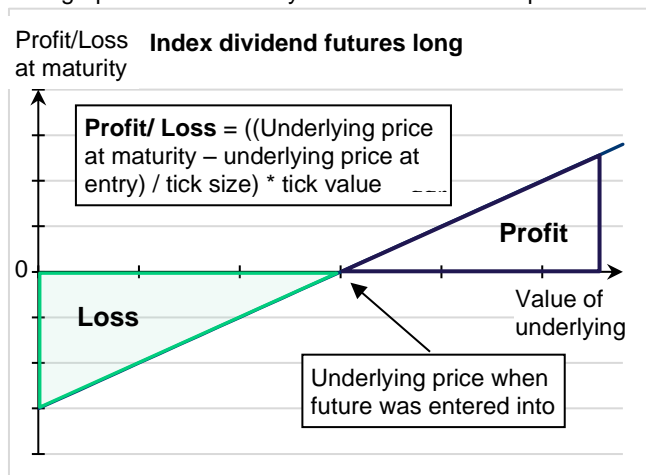 Profit/Loss
at maturity
Index dividend futures long
Profit/ Loss = ((Underlying price
at maturity – underlying price at
entry) / tick size) * tick value
Profit
0
Value of
underlying
Loss
Underlying price when
future was entered into